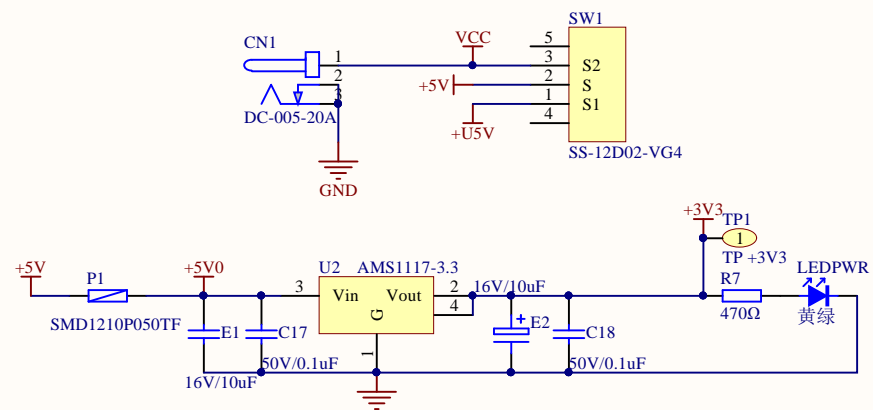 SW1
CN1
VCC
5
1
3
S2
2
+5V
2
S
3
1
S1
DC-005-20A
4
+U5V
SS-12D02-VG4
GND
+3V3
TP1
1
+5V
P1
+5V0
U2
AMS1117-3.3
TP +3V3
16V/10uF
R7
LEDPWR
3
Vin
Vout
2
4
G
SMD1210P050TF
E1
C17
1
E2
C18
470Ω
黄绿
50V/0.1uF
50V/0.1uF
16V/10uF